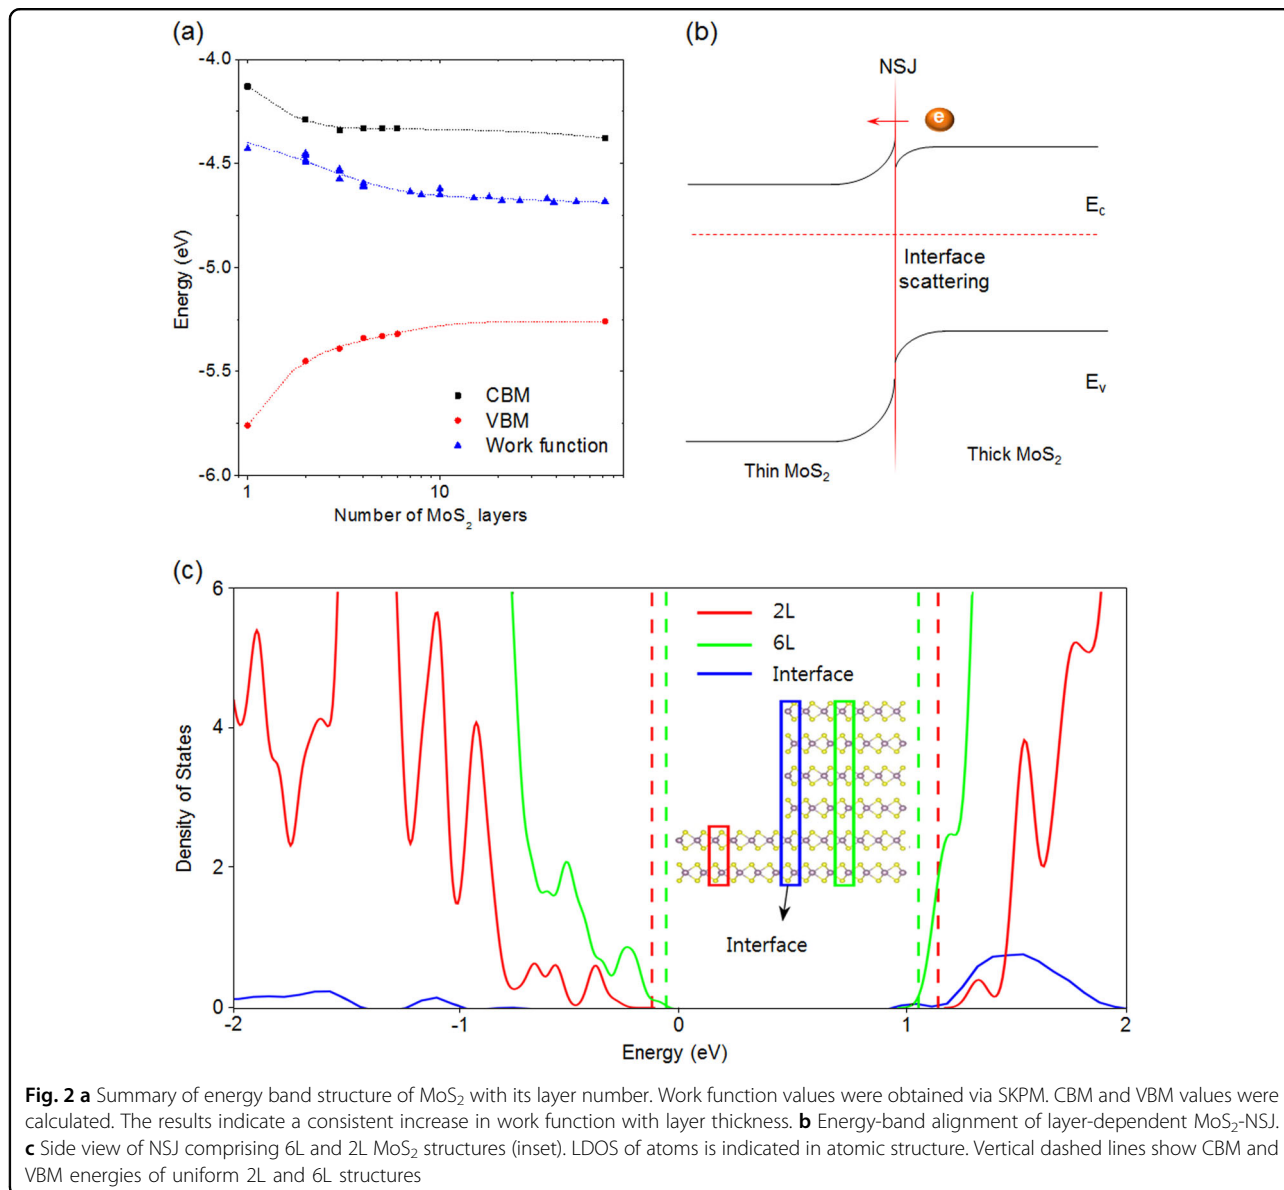 (a)
-4.0
-4.5
-5.0
-5.5
-6.0
Energy (eV)
CBM
VBM
Work function
1
10
Number of MoS₂ layers
(b)
NSJ
e
E꜀
Interface
scattering
Eᵥ
Thin MoS₂
Thick MoS₂
(c)
6
4
2
0
Density of States
2L
6L
Interface
Interface
-2
-1
0
1
2
Energy (eV)
Fig. 2 a Summary of energy band structure of MoS₂ with its layer number. Work function values were obtained via SKPM. CBM and VBM values were
calculated. The results indicate a consistent increase in work function with layer thickness. b Energy-band alignment of layer-dependent MoS₂-NSJ.
c Side view of NSJ comprising 6L and 2L MoS₂ structures (inset). LDOS of atoms is indicated in atomic structure. Vertical dashed lines show CBM and
VBM energies of uniform 2L and 6L structures